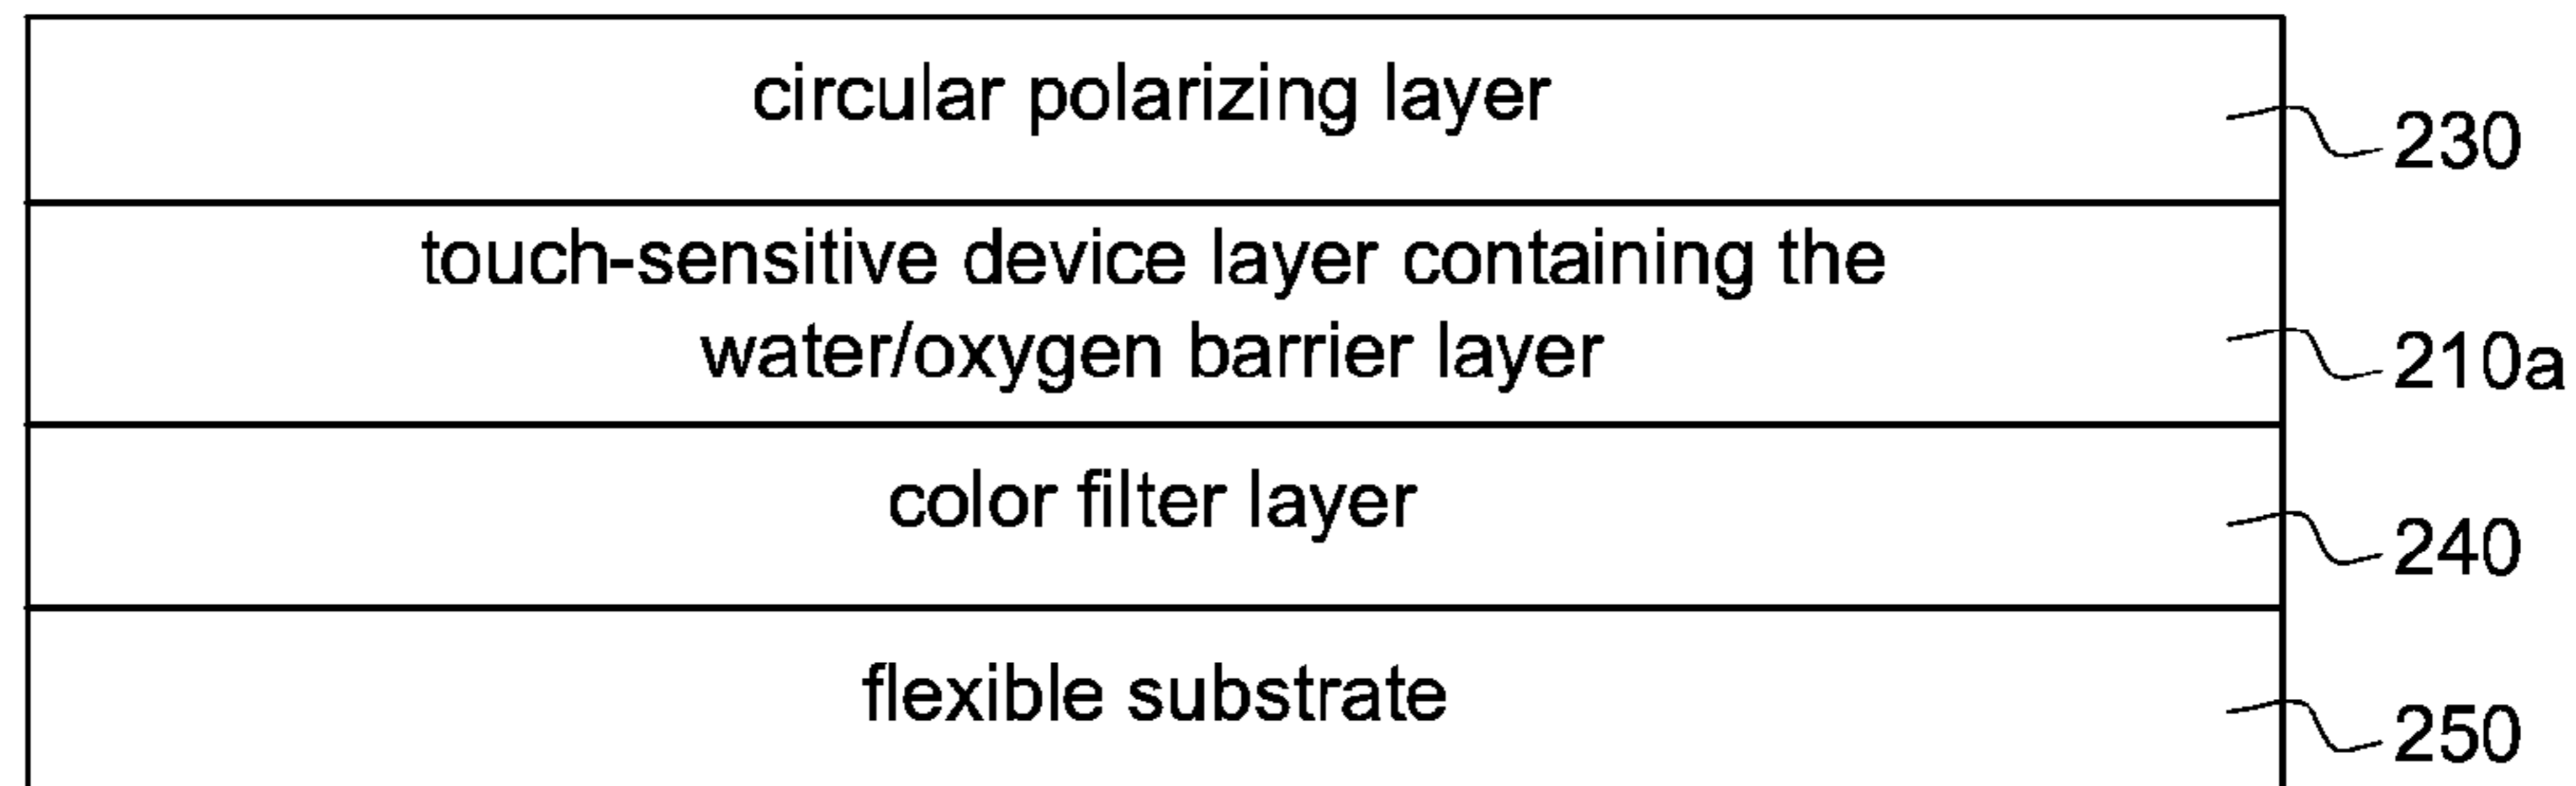 circular polarizing layer
230
touch-sensitive device layer containing the
water/oxygen barrier layer
210a
color filter layer
240
flexible substrate
250